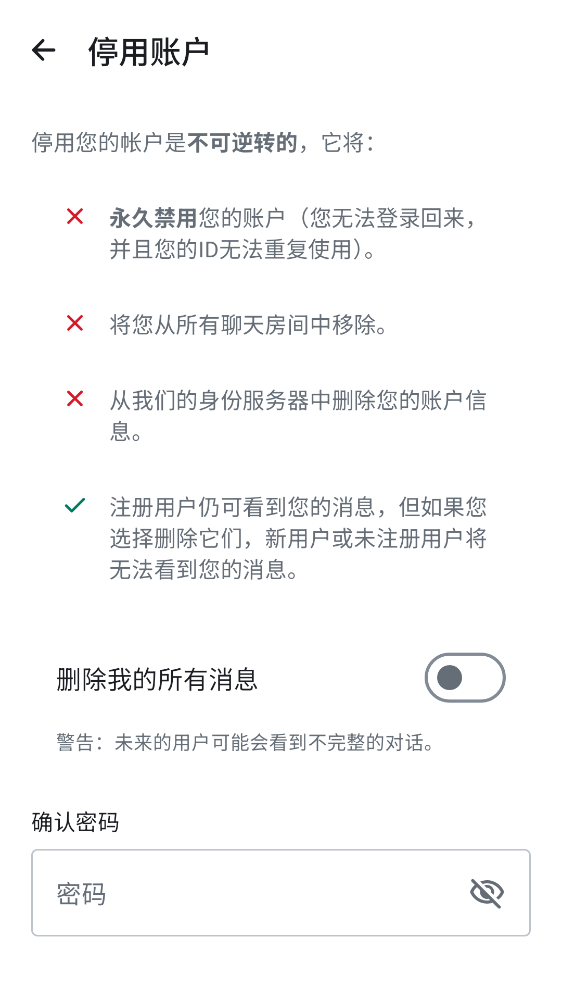 停用账户
停用您的帐户是不可逆转的，它将：
永久禁用您的账户（您无法登录回来，
并且您的ID无法重复使用）。
将您从所有聊天房间中移除。
从我们的身份服务器中删除您的账户信
息。
注册用户仍可看到您的消息，但如果您
选择删除它们，新用户或未注册用户将
无法看到您的消息。
删除我的所有消息
警告：未来的用户可能会看到不完整的对话。
确认密码
密码